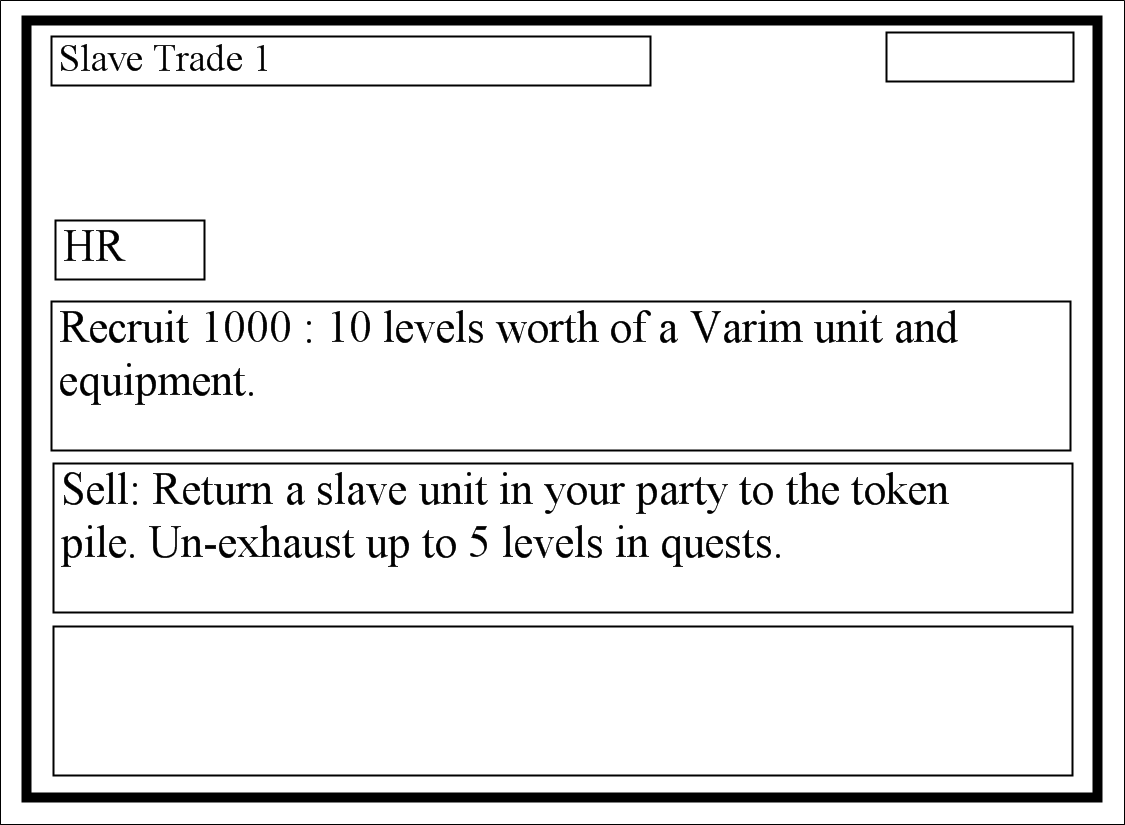 Slave Trade 1
HR
Recruit 1000 : 10 levels worth of a Varim unit and
equipment.
Sell: Return a slave unit in your party to the token
pile. Un-exhaust up to 5 levels in quests.